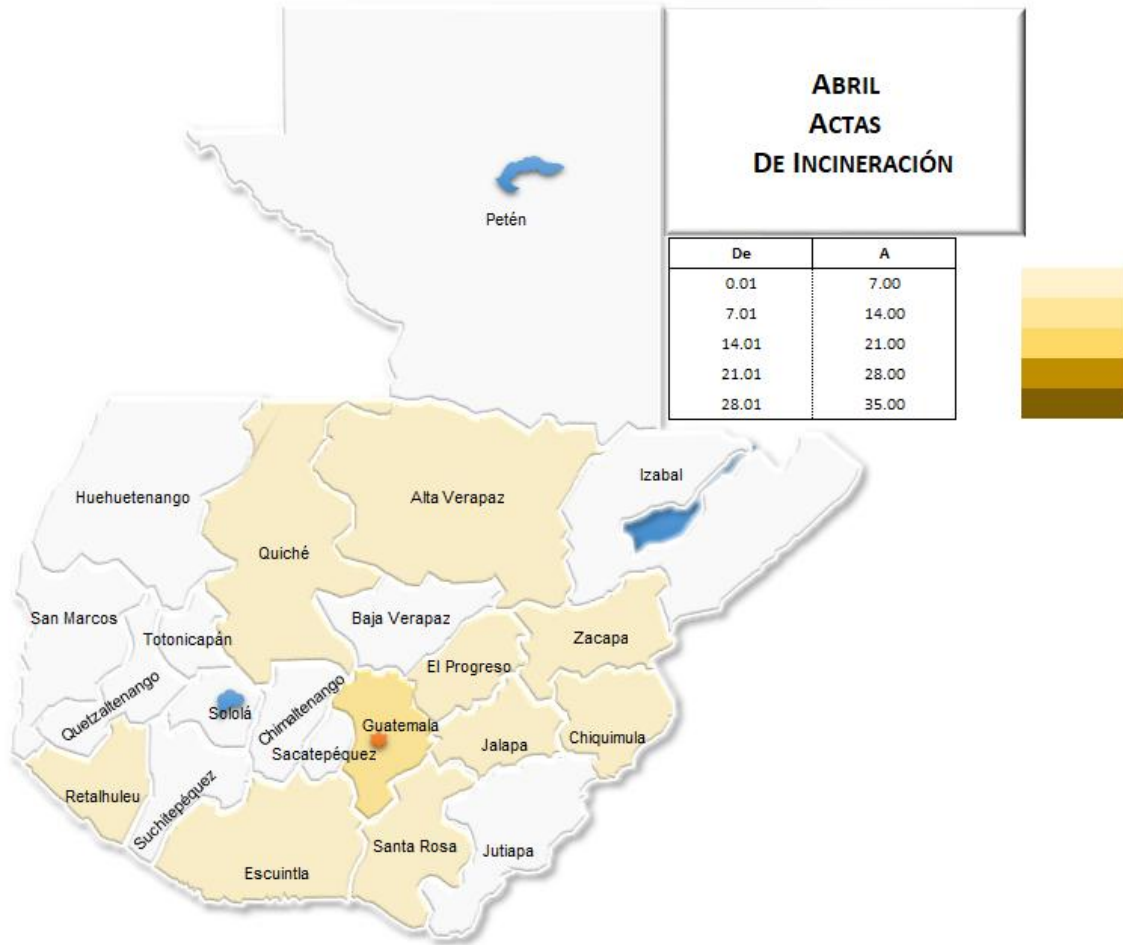 ABRIL
ACTAS
DE INCINERACIÓN
De A
0.01 7.00
7.01 14.00
14.01 21.00
21.01 28.00
28.01 35.00
Petén
Huehuetenango
Quiché
Alta Verapaz
Izabal
San Marcos
Totonicapán
Baja Verapaz
Zacapa
El Progreso
Quetzaltenango
Sololá
Chimaltenango
Guatemala
Sacatepéquez
Jalapa
Chiquimula
Retalhuleu
Suchitepéquez
Escuintla
Santa Rosa
Jutiapa